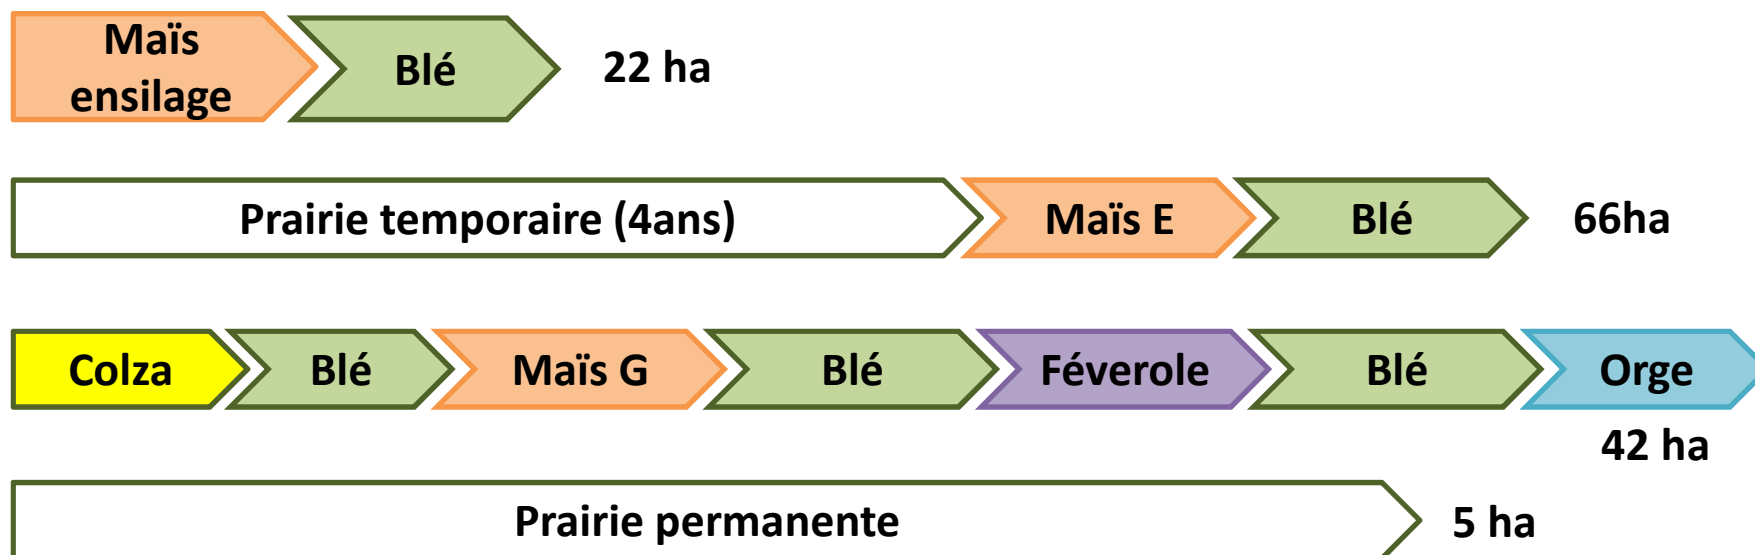 Maïs
ensilage
Blé
22 ha
Prairie temporaire (4ans)
Maïs E
Blé
66ha
Colza
Blé
Maïs G
Blé
Féverole
Blé
Orge
42 ha
Prairie permanente
5 ha